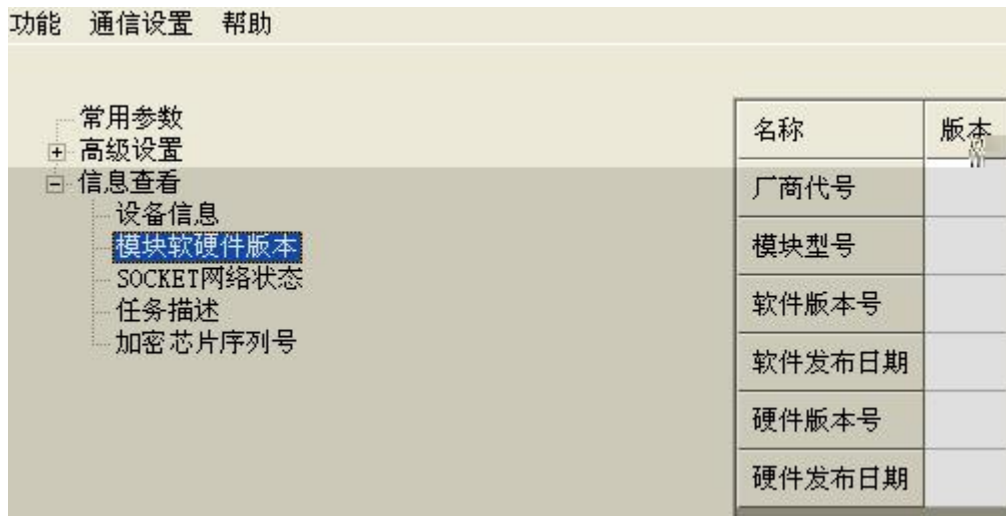 功能 通信设置 帮助
常用参数
高级设置
信息查看
设备信息
模块软硬件版本
SOCKET网络状态
任务描述
加密芯片序列号
名称 版本
厂商代号
模块型号
软件版本号
软件发布日期
硬件版本号
硬件发布日期